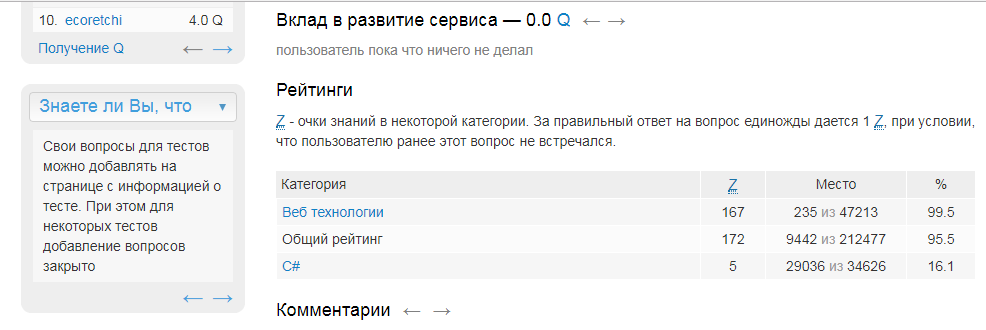 10. ecoretchi 4.0 Q
Получение Q ← →
Знаете ли Вы, что ▼
Свои вопросы для тестов
можно добавлять на
странице с информацией о
тесте. При этом для
некоторых тестов
добавление вопросов
закрыто
← →
Вклад в развитие сервиса — 0.0 Q ← →
пользователь пока что ничего не делал
Рейтинги
Z - очки знаний в некоторой категории. За правильный ответ на вопрос единожды дается 1 Z, при условии,
что пользователю ранее этот вопрос не встречался.
Категория Z Место %
Веб технологии 167 235 из 47213 99.5
Общий рейтинг 172 9442 из 212477 95.5
C# 5 29036 из 34626 16.1
Комментарии ← →